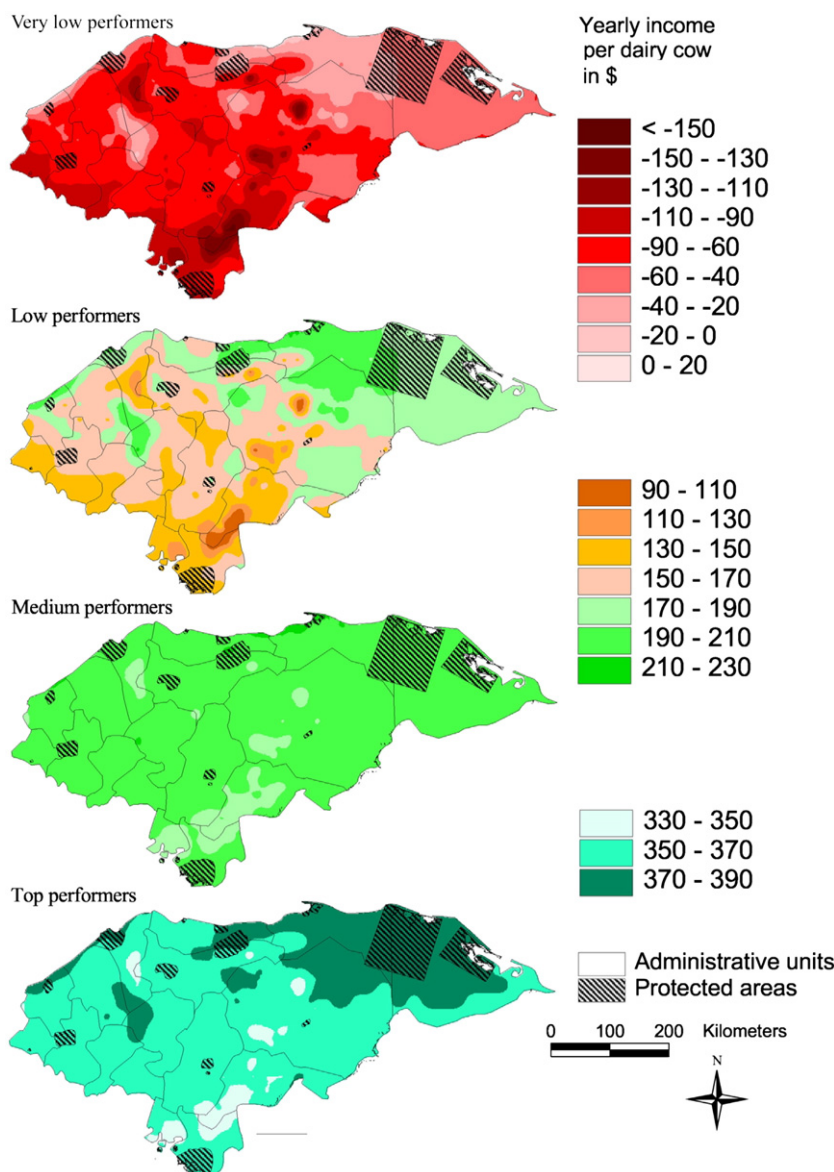 Very low performers
Yearly income
per dairy cow
in $
< -150
-150 - -130
-130 - -110
-110 - -90
-90 - -60
-60 - -40
-40 - -20
-20 - 0
0 - 20
Low performers
90 - 110
110 - 130
130 - 150
150 - 170
170 - 190
190 - 210
210 - 230
Medium performers
330 - 350
350 - 370
370 - 390
Top performers
Administrative units
Protected areas
0 100 200 Kilometers
N